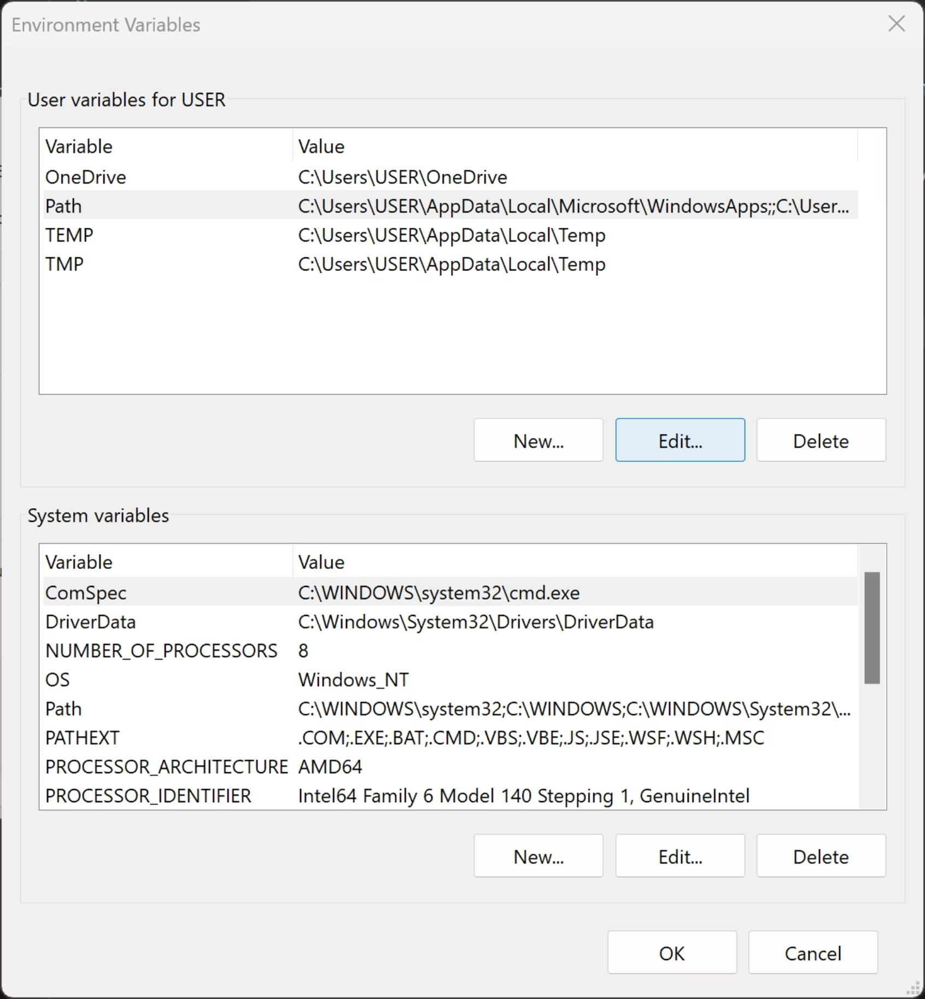 Environment Variables
User variables for USER
Variable Value
OneDrive C:\Users\USER\OneDrive
Path C:\Users\USER\AppData\Local\Microsoft\WindowsApps;;C:\User...
TEMP C:\Users\USER\AppData\Local\Temp
TMP C:\Users\USER\AppData\Local\Temp
New... Edit... Delete
System variables
Variable Value
ComSpec C:\WINDOWS\system32\cmd.exe
DriverData C:\Windows\System32\Drivers\DriverData
NUMBER_OF_PROCESSORS 8
OS Windows_NT
Path C:\WINDOWS\system32;C:\WINDOWS;C:\WINDOWS\System32\...
PATHEXT .COM;.EXE;.BAT;.CMD;.VBS;.VBE;.JS;.JSE;.WSF;.WSH;.MSC
PROCESSOR_ARCHITECTURE AMD64
PROCESSOR_IDENTIFIER Intel64 Family 6 Model 140 Stepping 1, GenuineIntel
New... Edit... Delete
OK Cancel